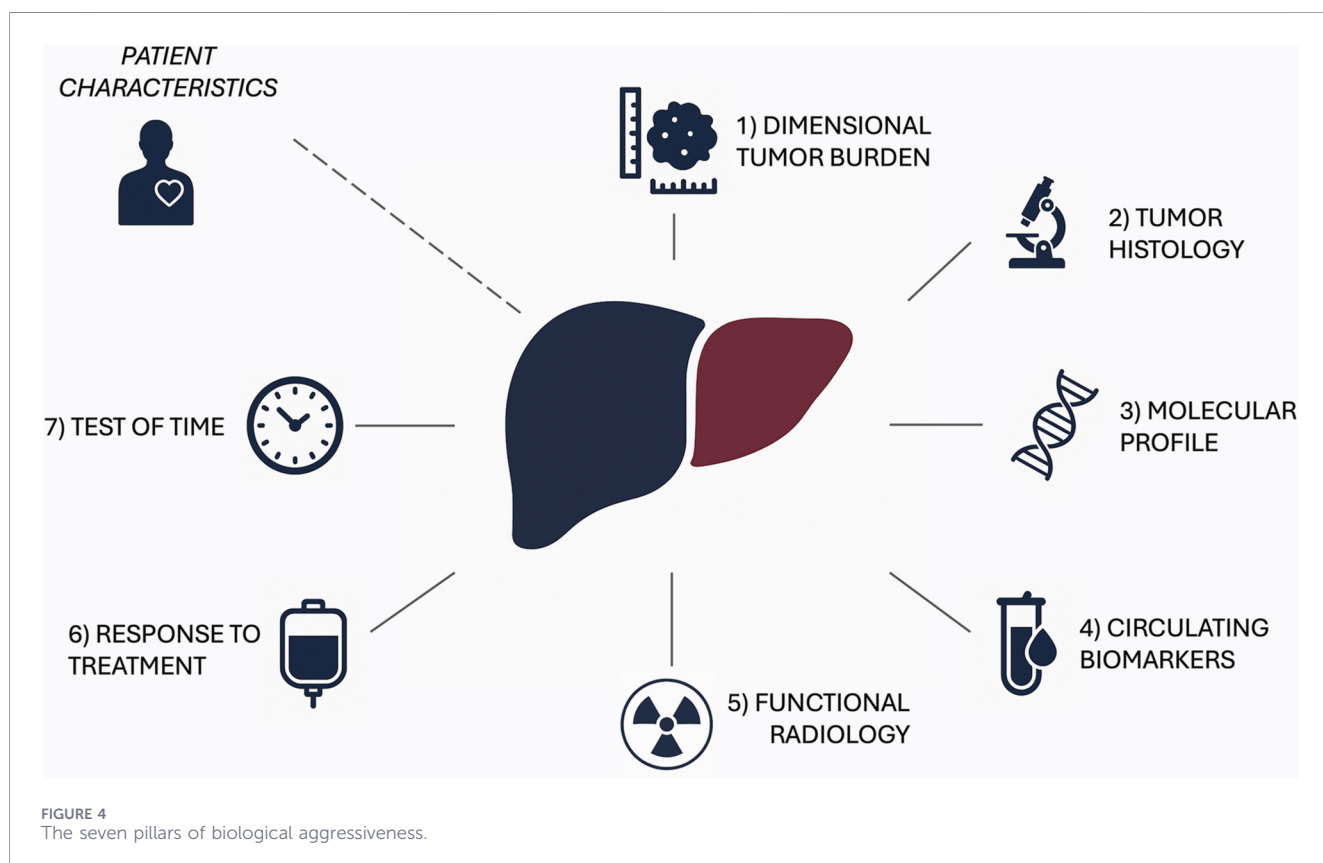 PATIENT
CHARACTERISTICS
1) DIMENSIONAL
TUMOR BURDEN
2) TUMOR
HISTOLOGY
3) MOLECULAR
PROFILE
4) CIRCULATING
BIOMARKERS
5) FUNCTIONAL
RADIOLOGY
6) RESPONSE TO
TREATMENT
7) TEST OF TIME
FIGURE 4
The seven pillars of biological aggressiveness.